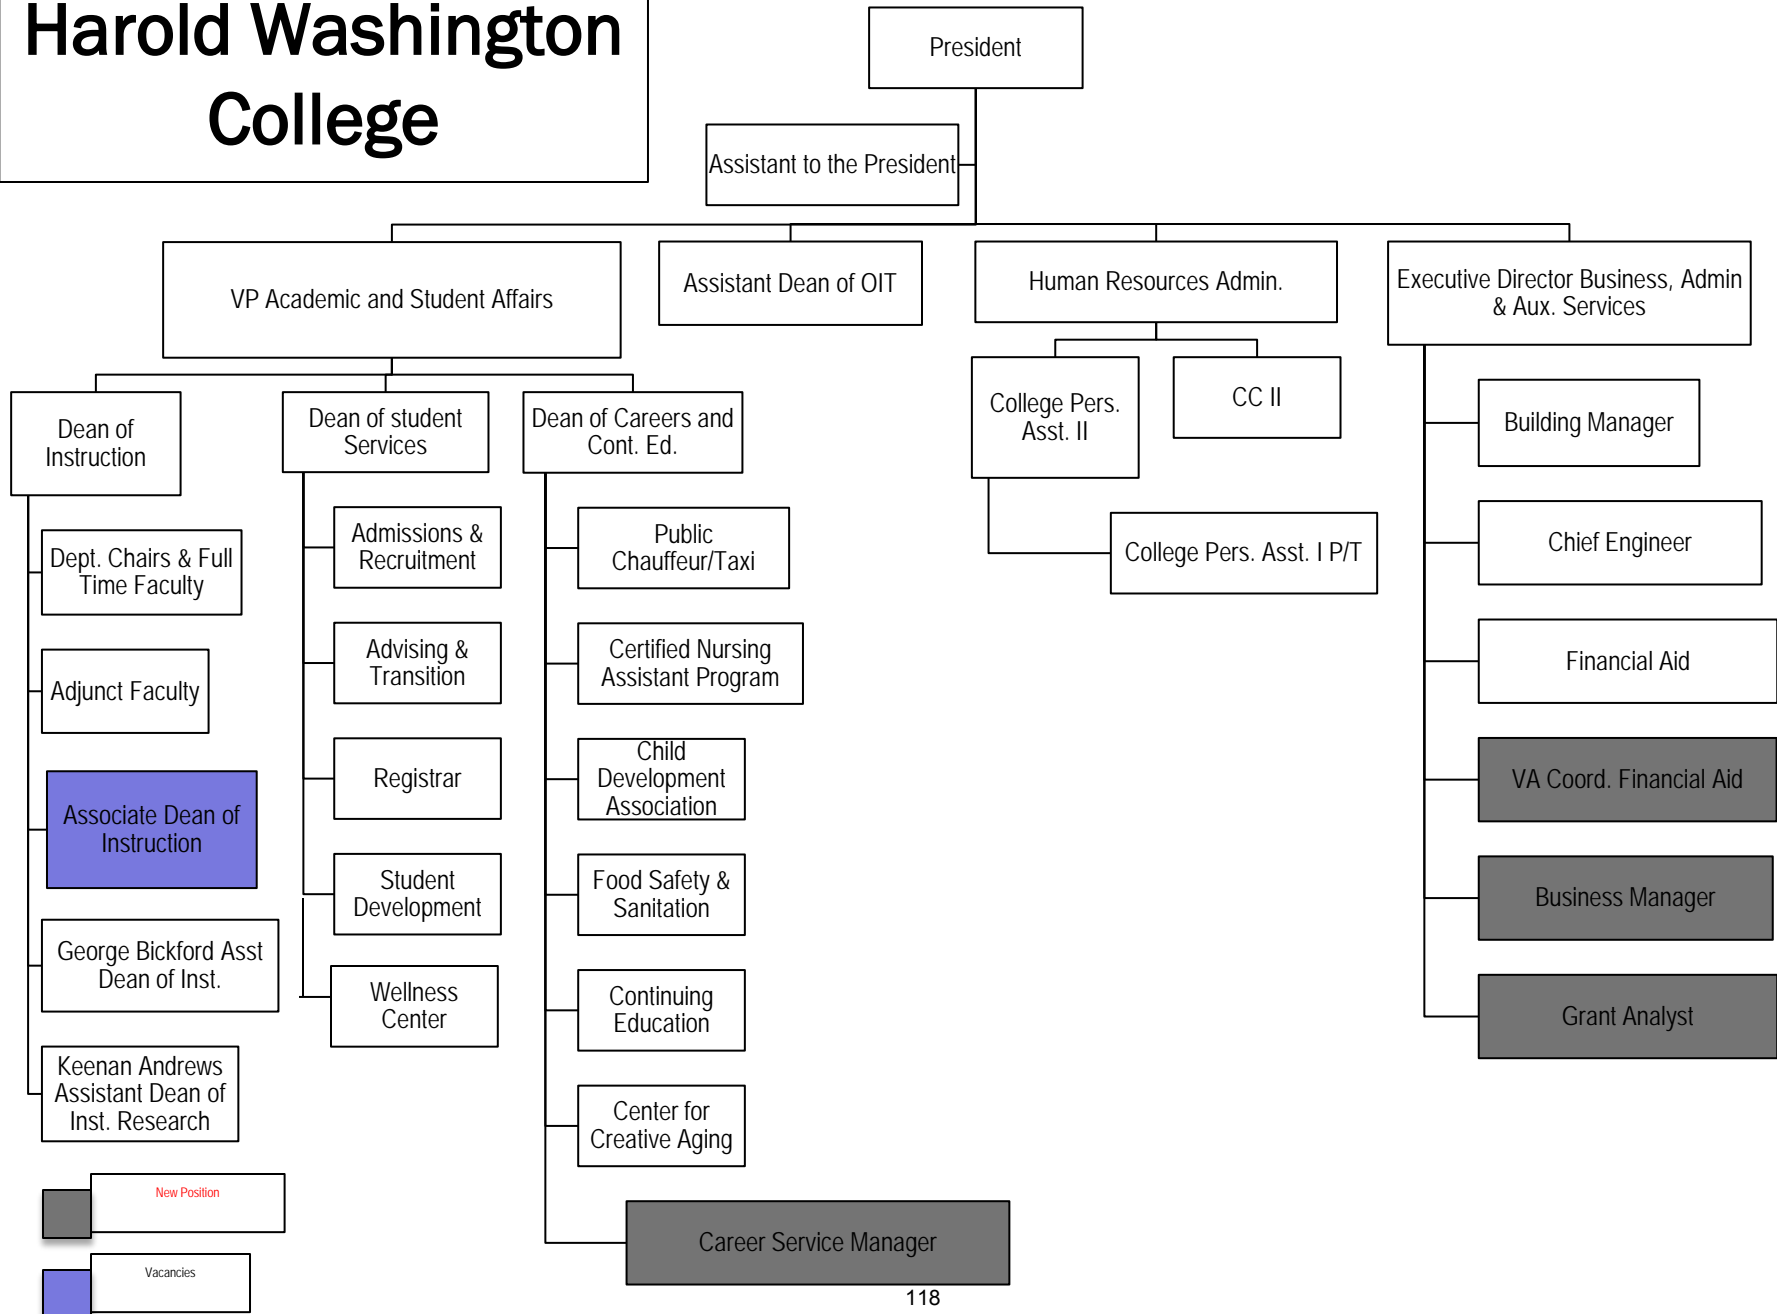 Harold Washington
College
President
Assistant to the President
VP Academic and Student Affairs
Assistant Dean of OIT
Human Resources Admin.
Executive Director Business, Admin
& Aux. Services
Dean of
Instruction
Dean of student
Services
Dean of Careers and
Cont. Ed.
College Pers.
Asst. II
CC II
College Pers. Asst. I P/T
Dept. Chairs & Full
Time Faculty
Adjunct Faculty
Associate Dean of
Instruction
George Bickford Asst
Dean of Inst.
Keenan Andrews
Assistant Dean of
Inst. Research
Admissions &
Recruitment
Advising &
Transition
Registrar
Student
Development
Wellness
Center
Public
Chauffeur/Taxi
Certified Nursing
Assistant Program
Child
Development
Association
Food Safety &
Sanitation
Continuing
Education
Center for
Creative Aging
Career Service Manager
Building Manager
Chief Engineer
Financial Aid
VA Coord. Financial Aid
Business Manager
Grant Analyst
New Position
Vacancies
118